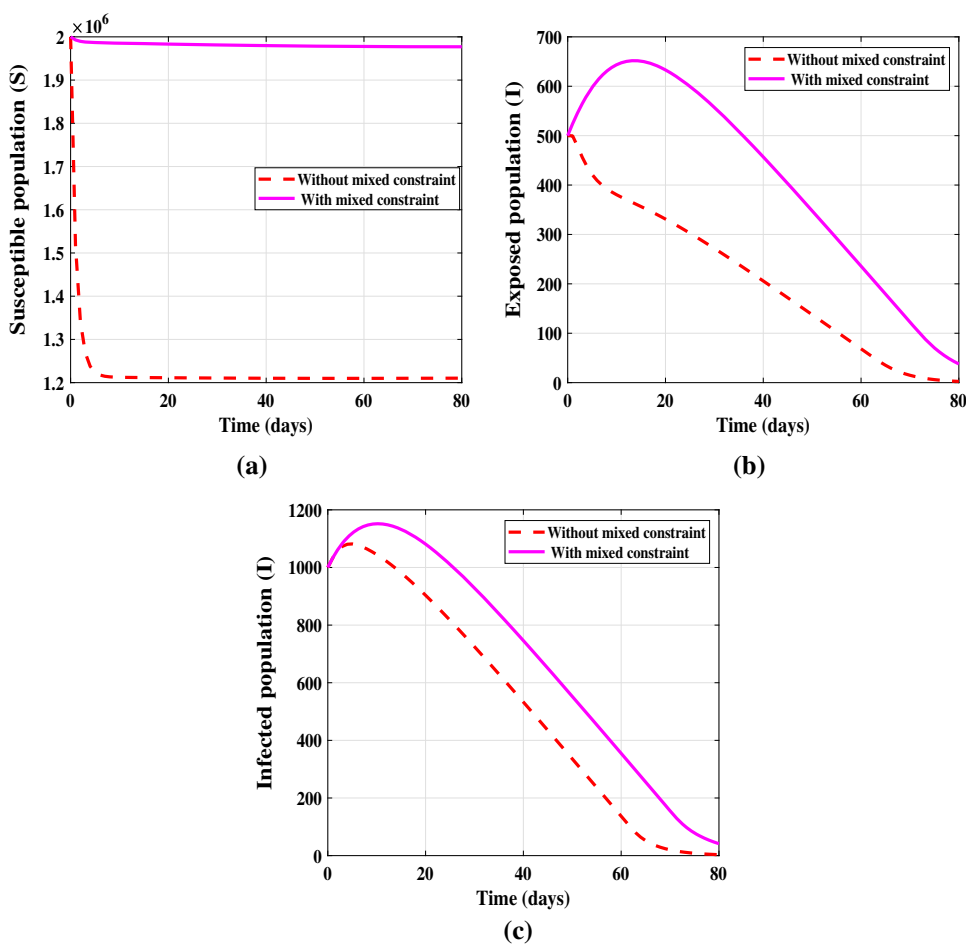 ×10^6
2
1.9
1.8
1.7
1.6
1.5
1.4
1.3
1.2
0 20 40 60 80
Susceptible population (S)
Time (days)
Without mixed constraint
With mixed constraint
(a)
700
600
500
400
300
200
100
0
0 20 40 60 80
Exposed population (I)
Time (days)
Without mixed constraint
With mixed constraint
(b)
1200
1000
800
600
400
200
0
0 20 40 60 80
Infected population (I)
Time (days)
Without mixed constraint
With mixed constraint
(c)